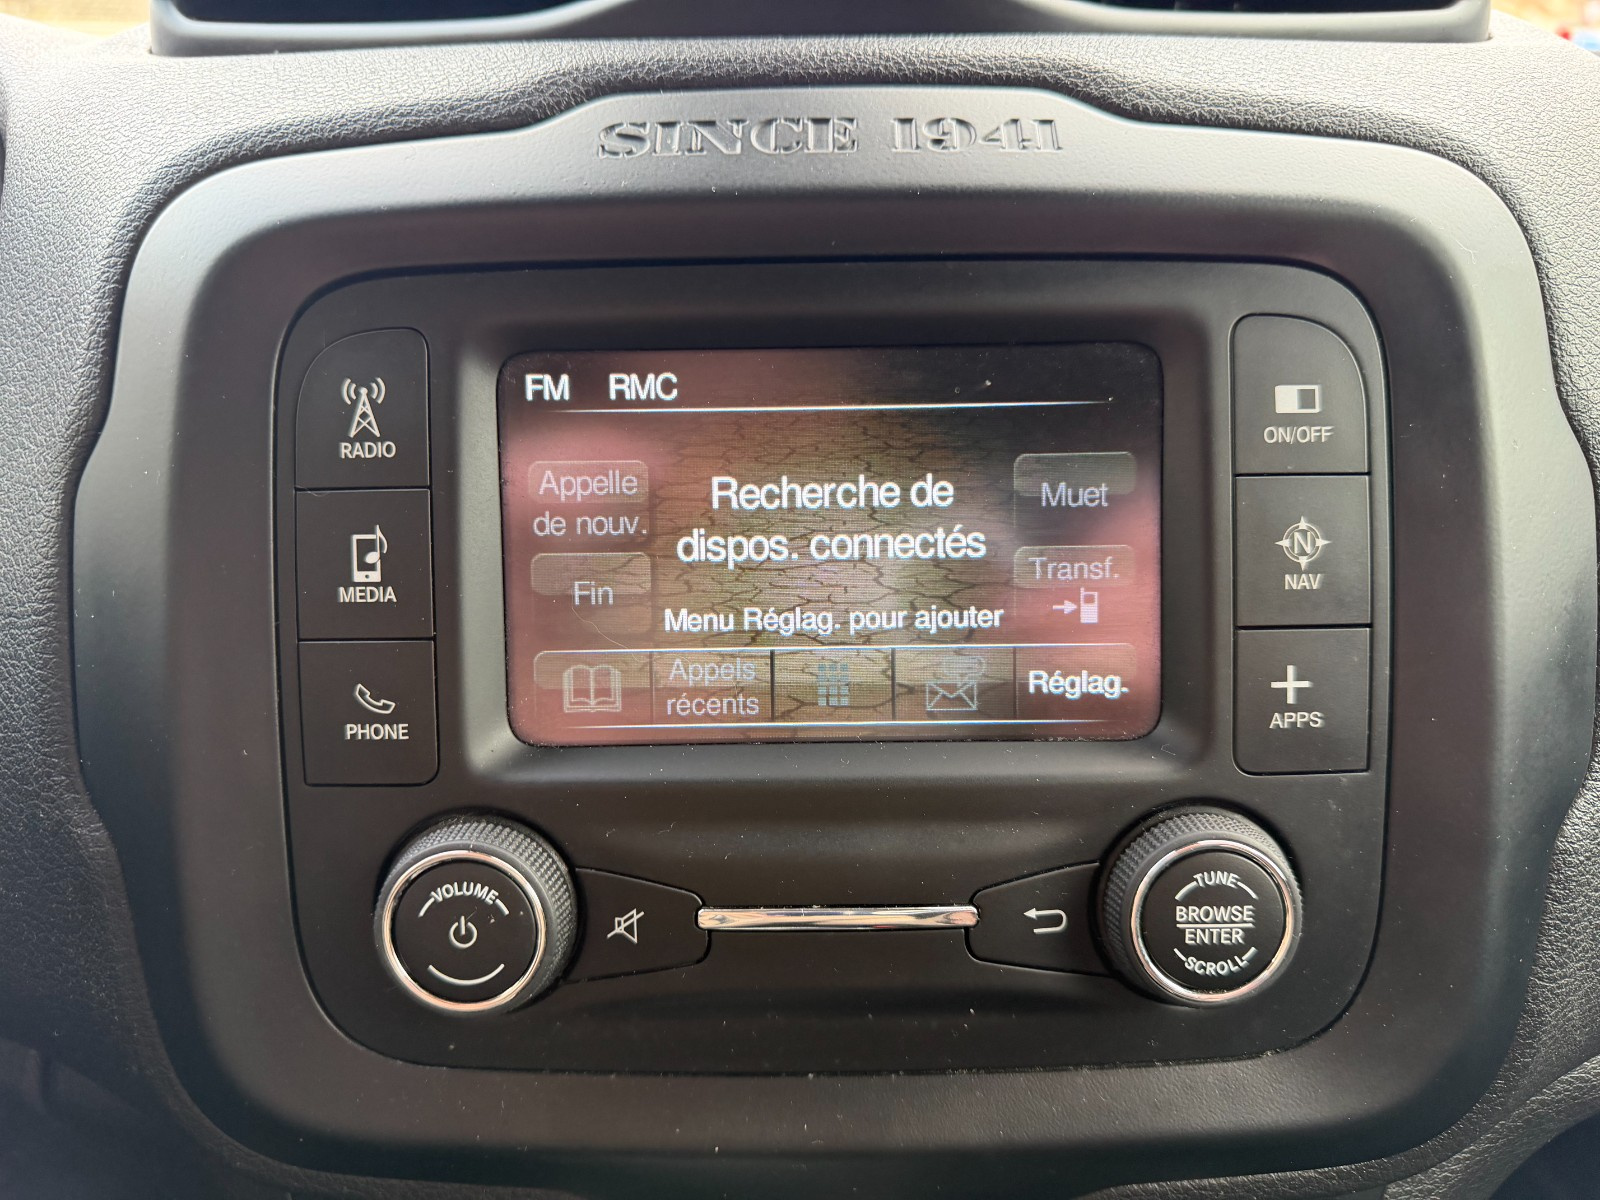 SINCE 1941
FM RMC
RADIO
MEDIA
PHONE
Appelle
de nouv.
Fin
Recherche de
dispos. connectés
Menu Réglag. pour ajouter
Muet
Transf.
Appels
récents
Réglag.
ON/OFF
N
NAV
APPS
VOLUME
TUNE
BROWSE
ENTER
SCROLL